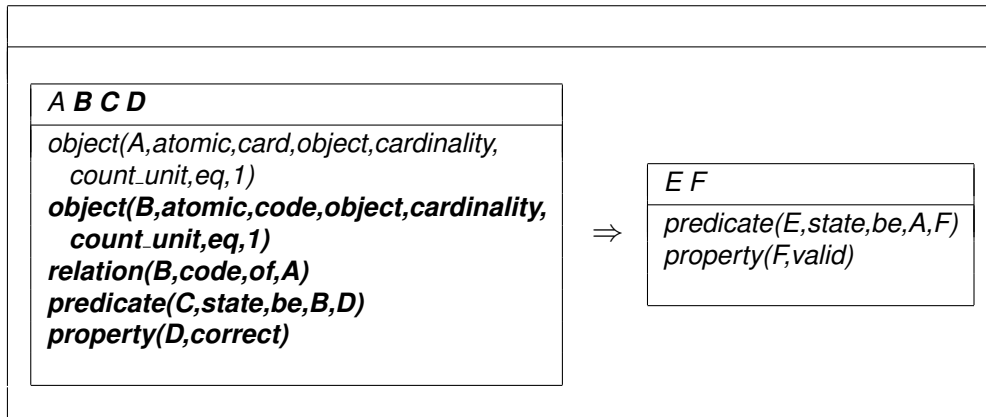 A B C D
object(A,atomic,card,object,cardinality,
count_unit,eq,1)
object(B,atomic,code,object,cardinality,
count_unit,eq,1)
relation(B,code,of,A)
predicate(C,state,be,B,D)
property(D,correct)
⇒
E F
predicate(E,state,be,A,F)
property(F,valid)